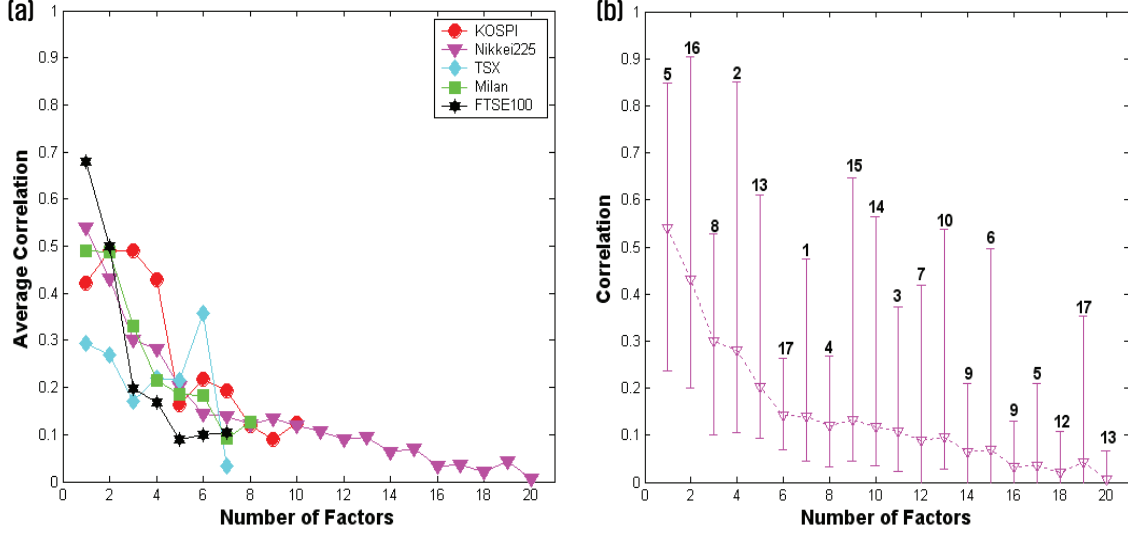 (a)
KOSPI
Nikkei225
TSX
Milan
FTSE100
1
0.9
0.8
0.7
0.6
0.5
0.4
0.3
0.2
0.1
0
Average Correlation
0 2 4 6 8 10 12 14 16 18 20
Number of Factors
(b)
1
0.9
0.8
0.7
0.6
0.5
0.4
0.3
0.2
0.1
0
Correlation
5 16 8 2 13 17 1 4 15 14 3 7 10 9 6 9 5 12 17 13
0 2 4 6 8 10 12 14 16 18 20
Number of Factors